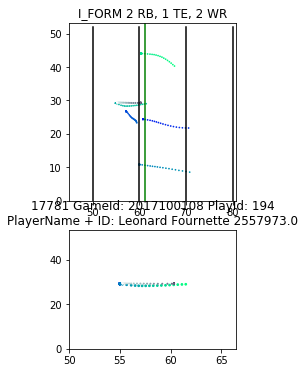 I_FORM 2 RB, 1 TE, 2 WR
50
40
30
20
10
0
50 60 70 80
17781 GameId: 2017100108 PlayId: 194
PlayerName + ID: Leonard Fournette 2557973.0
40
20
0
50 55 60 65